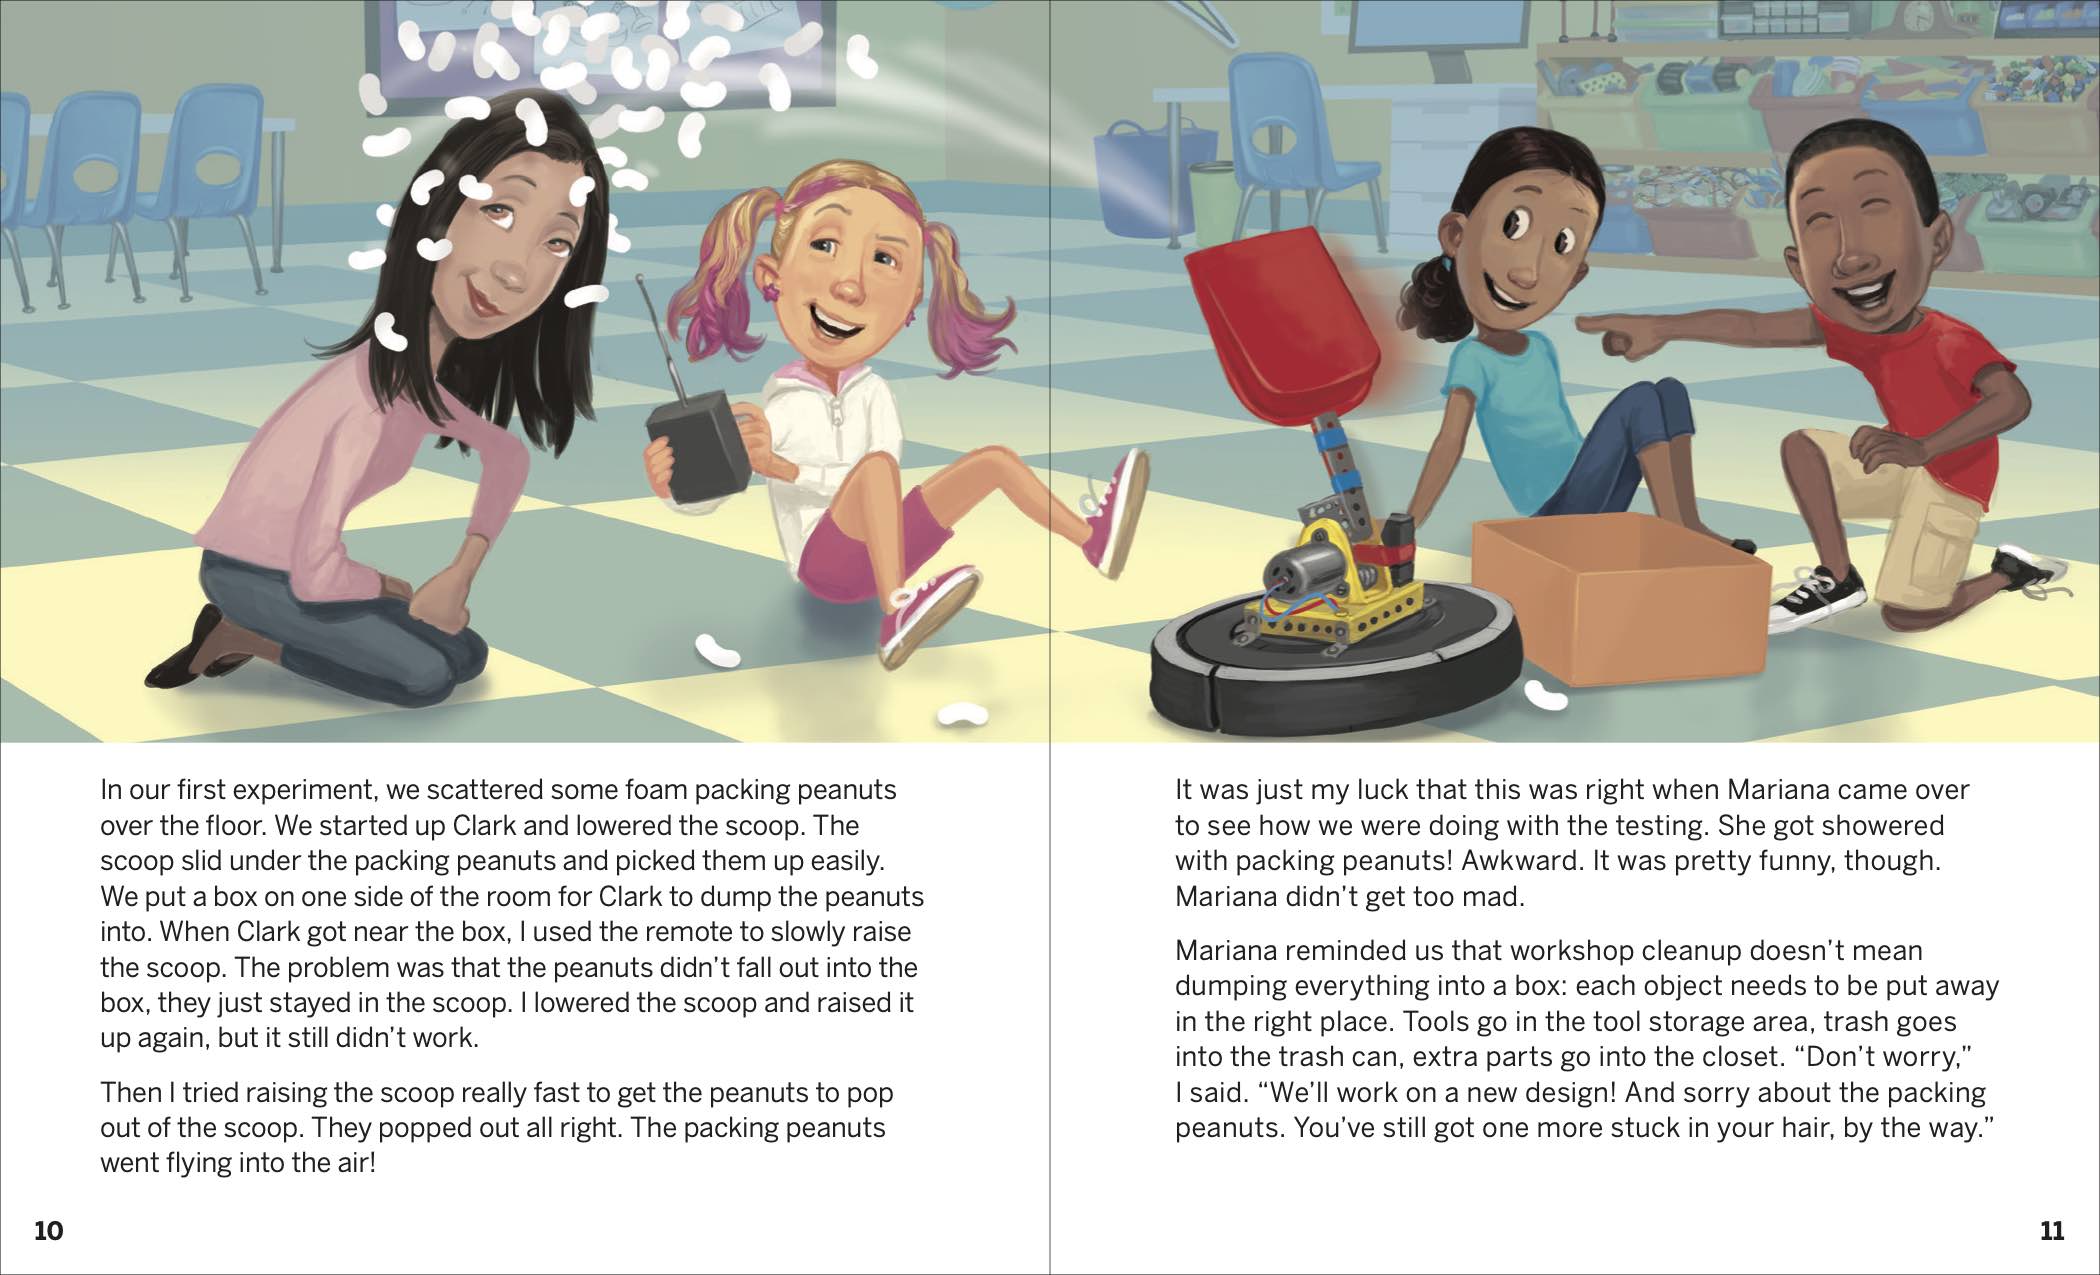 In our first experiment, we scattered some foam packing peanuts
over the floor. We started up Clark and lowered the scoop. The
scoop slid under the packing peanuts and picked them up easily.
We put a box on one side of the room for Clark to dump the peanuts
into. When Clark got near the box, I used the remote to slowly raise
the scoop. The problem was that the peanuts didn’t fall out into the
box, they just stayed in the scoop. I lowered the scoop and raised it
up again, but it still didn’t work.
Then I tried raising the scoop really fast to get the peanuts to pop
out of the scoop. They popped out all right. The packing peanuts
went flying into the air!
10
It was just my luck that this was right when Mariana came over
to see how we were doing with the testing. She got showered
with packing peanuts! Awkward. It was pretty funny, though.
Mariana didn’t get too mad.
Mariana reminded us that workshop cleanup doesn’t mean
dumping everything into a box: each object needs to be put away
in the right place. Tools go in the tool storage area, trash goes
into the trash can, extra parts go into the closet. “Don’t worry,”
I said. “We’ll work on a new design! And sorry about the packing
peanuts. You’ve still got one more stuck in your hair, by the way.”
11